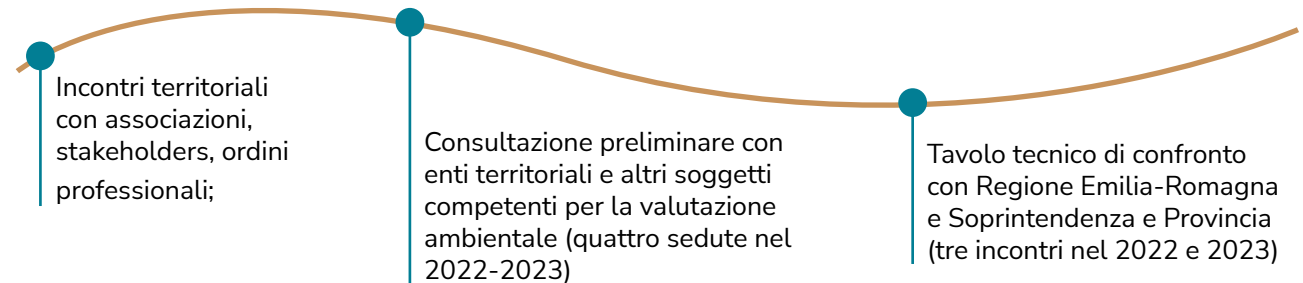 Incontri territoriali
con associazioni,
stakeholders, ordini
professionali;
Consultazione preliminare con
enti territoriali e altri soggetti
competenti per la valutazione
ambientale (quattro sedute nel
2022-2023)
Tavolo tecnico di confronto
con Regione Emilia-Romagna
e Soprintendenza e Provincia
(tre incontri nel 2022 e 2023)